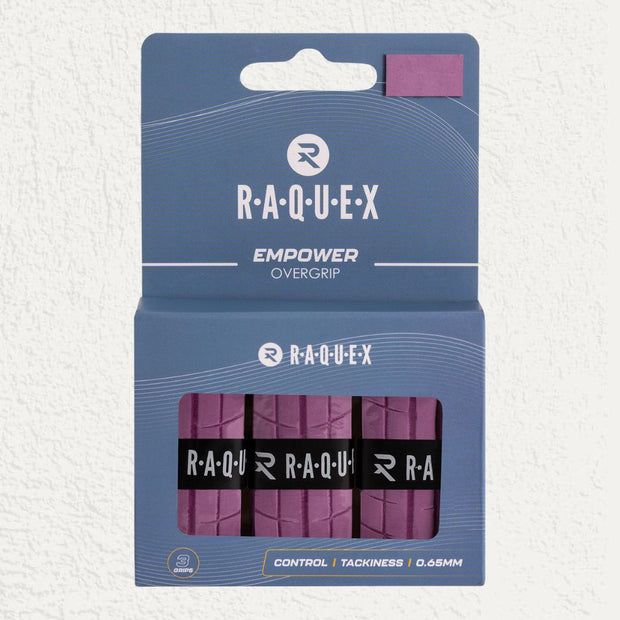 R·A·Q·U·E·X
EMPOWER
OVERGRIP
R·A·Q·U·E·X
R·A·Q·U
R·A·Q·U·E
R·A
3
GRIPS
CONTROL | TACKINESS | 0.65MM